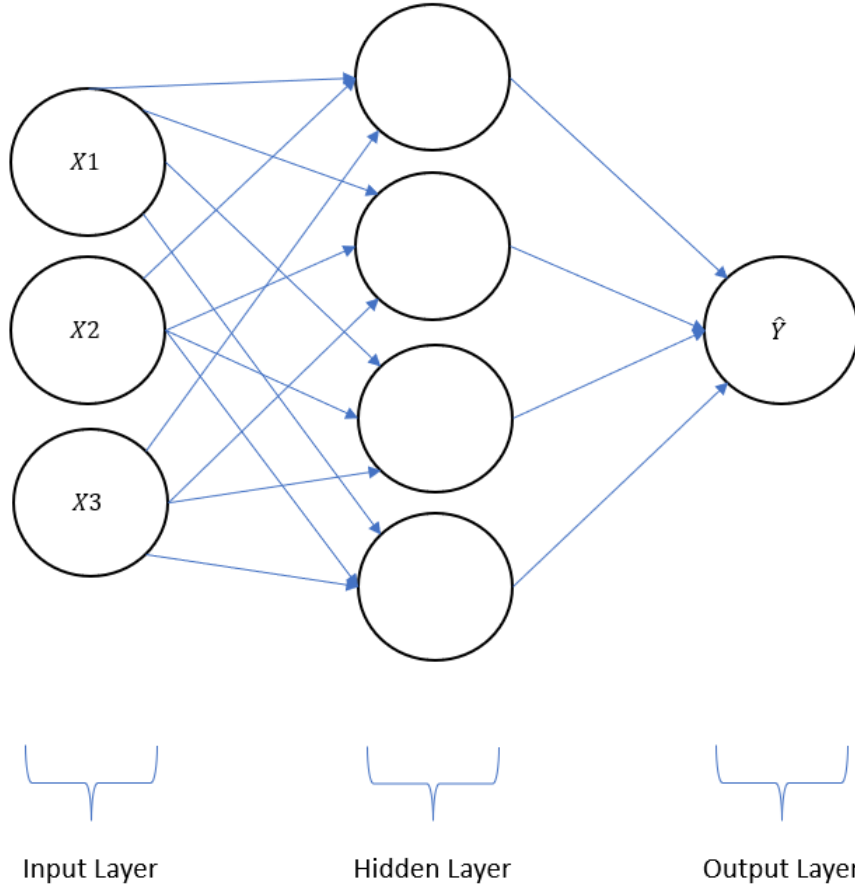 X1
X2
X3
Ŷ
Input Layer
Hidden Layer
Output Layer